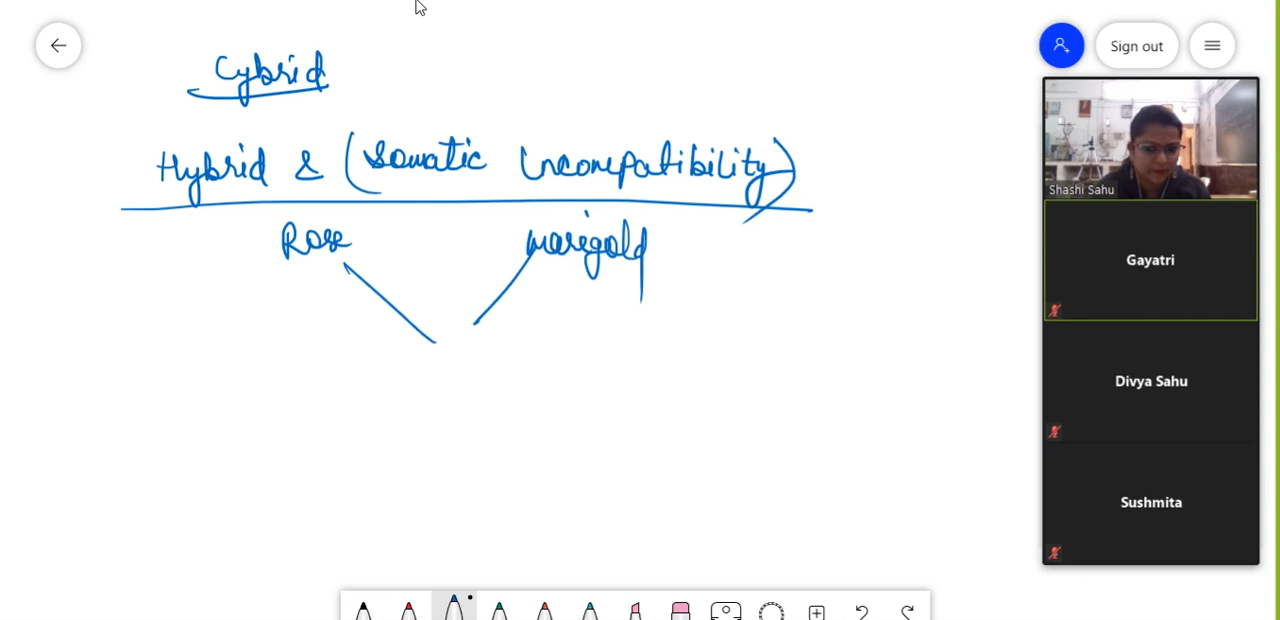 Sign out
Cybrid
Hybrid & (Somatic Incompatibility)
Rose marigold
Shashi Sahu
Gayatri
Divya Sahu
Sushmita